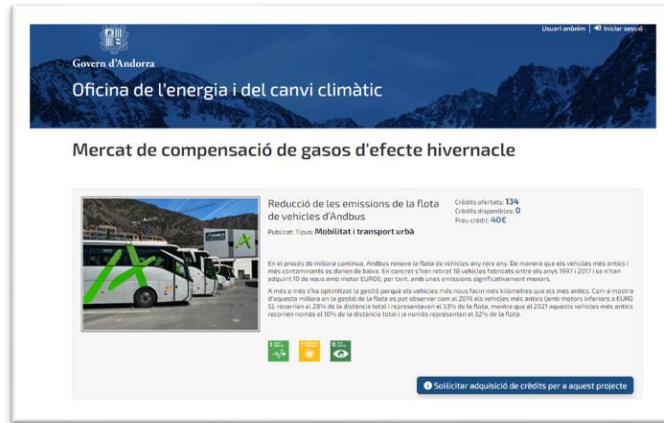 Usuari anònim | Iniciar sessió
Govern d'Andorra
Oficina de l'energia i del canvi climàtic
Mercat de compensació de gasos d'efecte hivernacle
Reducció de les emissions de la flota
de vehicles d'Andbus
Publicat: Tipus: Mobilitat i transport urbà
Crèdits ofertats: 134
Crèdits disponibles: 0
Preu crèdit: 40€
En el procés de millora contínua, Andbus renova la flota de vehicles any rere any. De manera que els vehicles més antics i
més contaminants es donen de baixa. En concret s'han retirat 18 vehicles fabricats entre els anys 1997 i 2017 i se n'han
adquirit 10 de nous amb motor EURO6, per tant, amb unes emissions significativament menors.
A més a més s'ha optimitzat la gestió perquè els vehicles més nous facin més kilòmetres que els més antics. Com a mostra
d'aquesta millora en la gestió de la flota es pot observar com al 2019 els vehicles més antics (amb motors inferiors a EURO
5), recorrien el 28% de la distància total i representaven el 53% de la flota, mentre que al 2021 aquests vehicles més antics
recorren només el 10% de la distància total i ja només representen el 32% de la flota.
Sol·licitar adquisició de crèdits per a aquest projecte